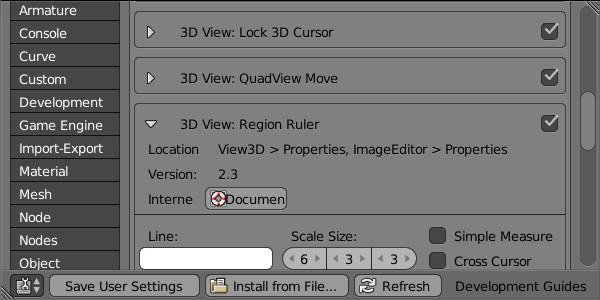 Armature
Console
Curve
Custom
Development
Game Engine
Import-Export
Material
Mesh
Node
Nodes
Object
3D View: Lock 3D Cursor
3D View: QuadView Move
3D View: Region Ruler
Location View3D > Properties, ImageEditor > Properties
Version: 2.3
Interne Documen
Line: Scale Size: Simple Measure
6 3 3 Cross Cursor
Save User Settings Install from File... Refresh Development Guides